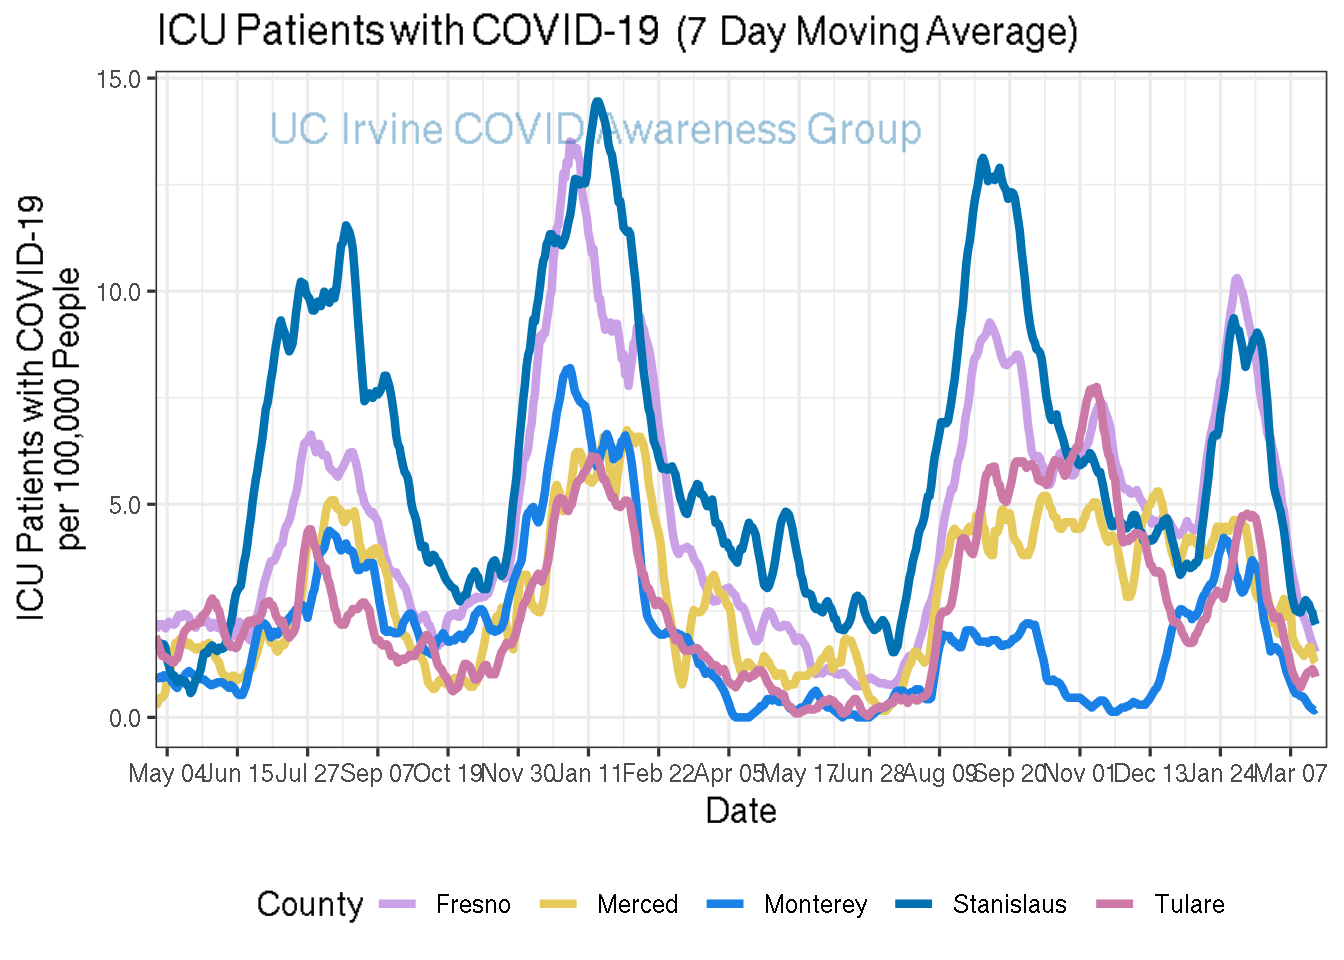 ICU Patients with COVID-19 (7 Day Moving Average)
UC Irvine COVID Awareness Group
ICU Patients with COVID-19
per 100,000 People
15.0
10.0
5.0
0.0
May 04 Jun 15 Jul 27 Sep 07 Oct 19 Nov 30 Jan 11 Feb 22 Apr 05 May 17 Jun 28 Aug 09 Sep 20 Nov 01 Dec 13 Jan 24 Mar 07
Date
County Fresno Merced Monterey Stanislaus Tulare